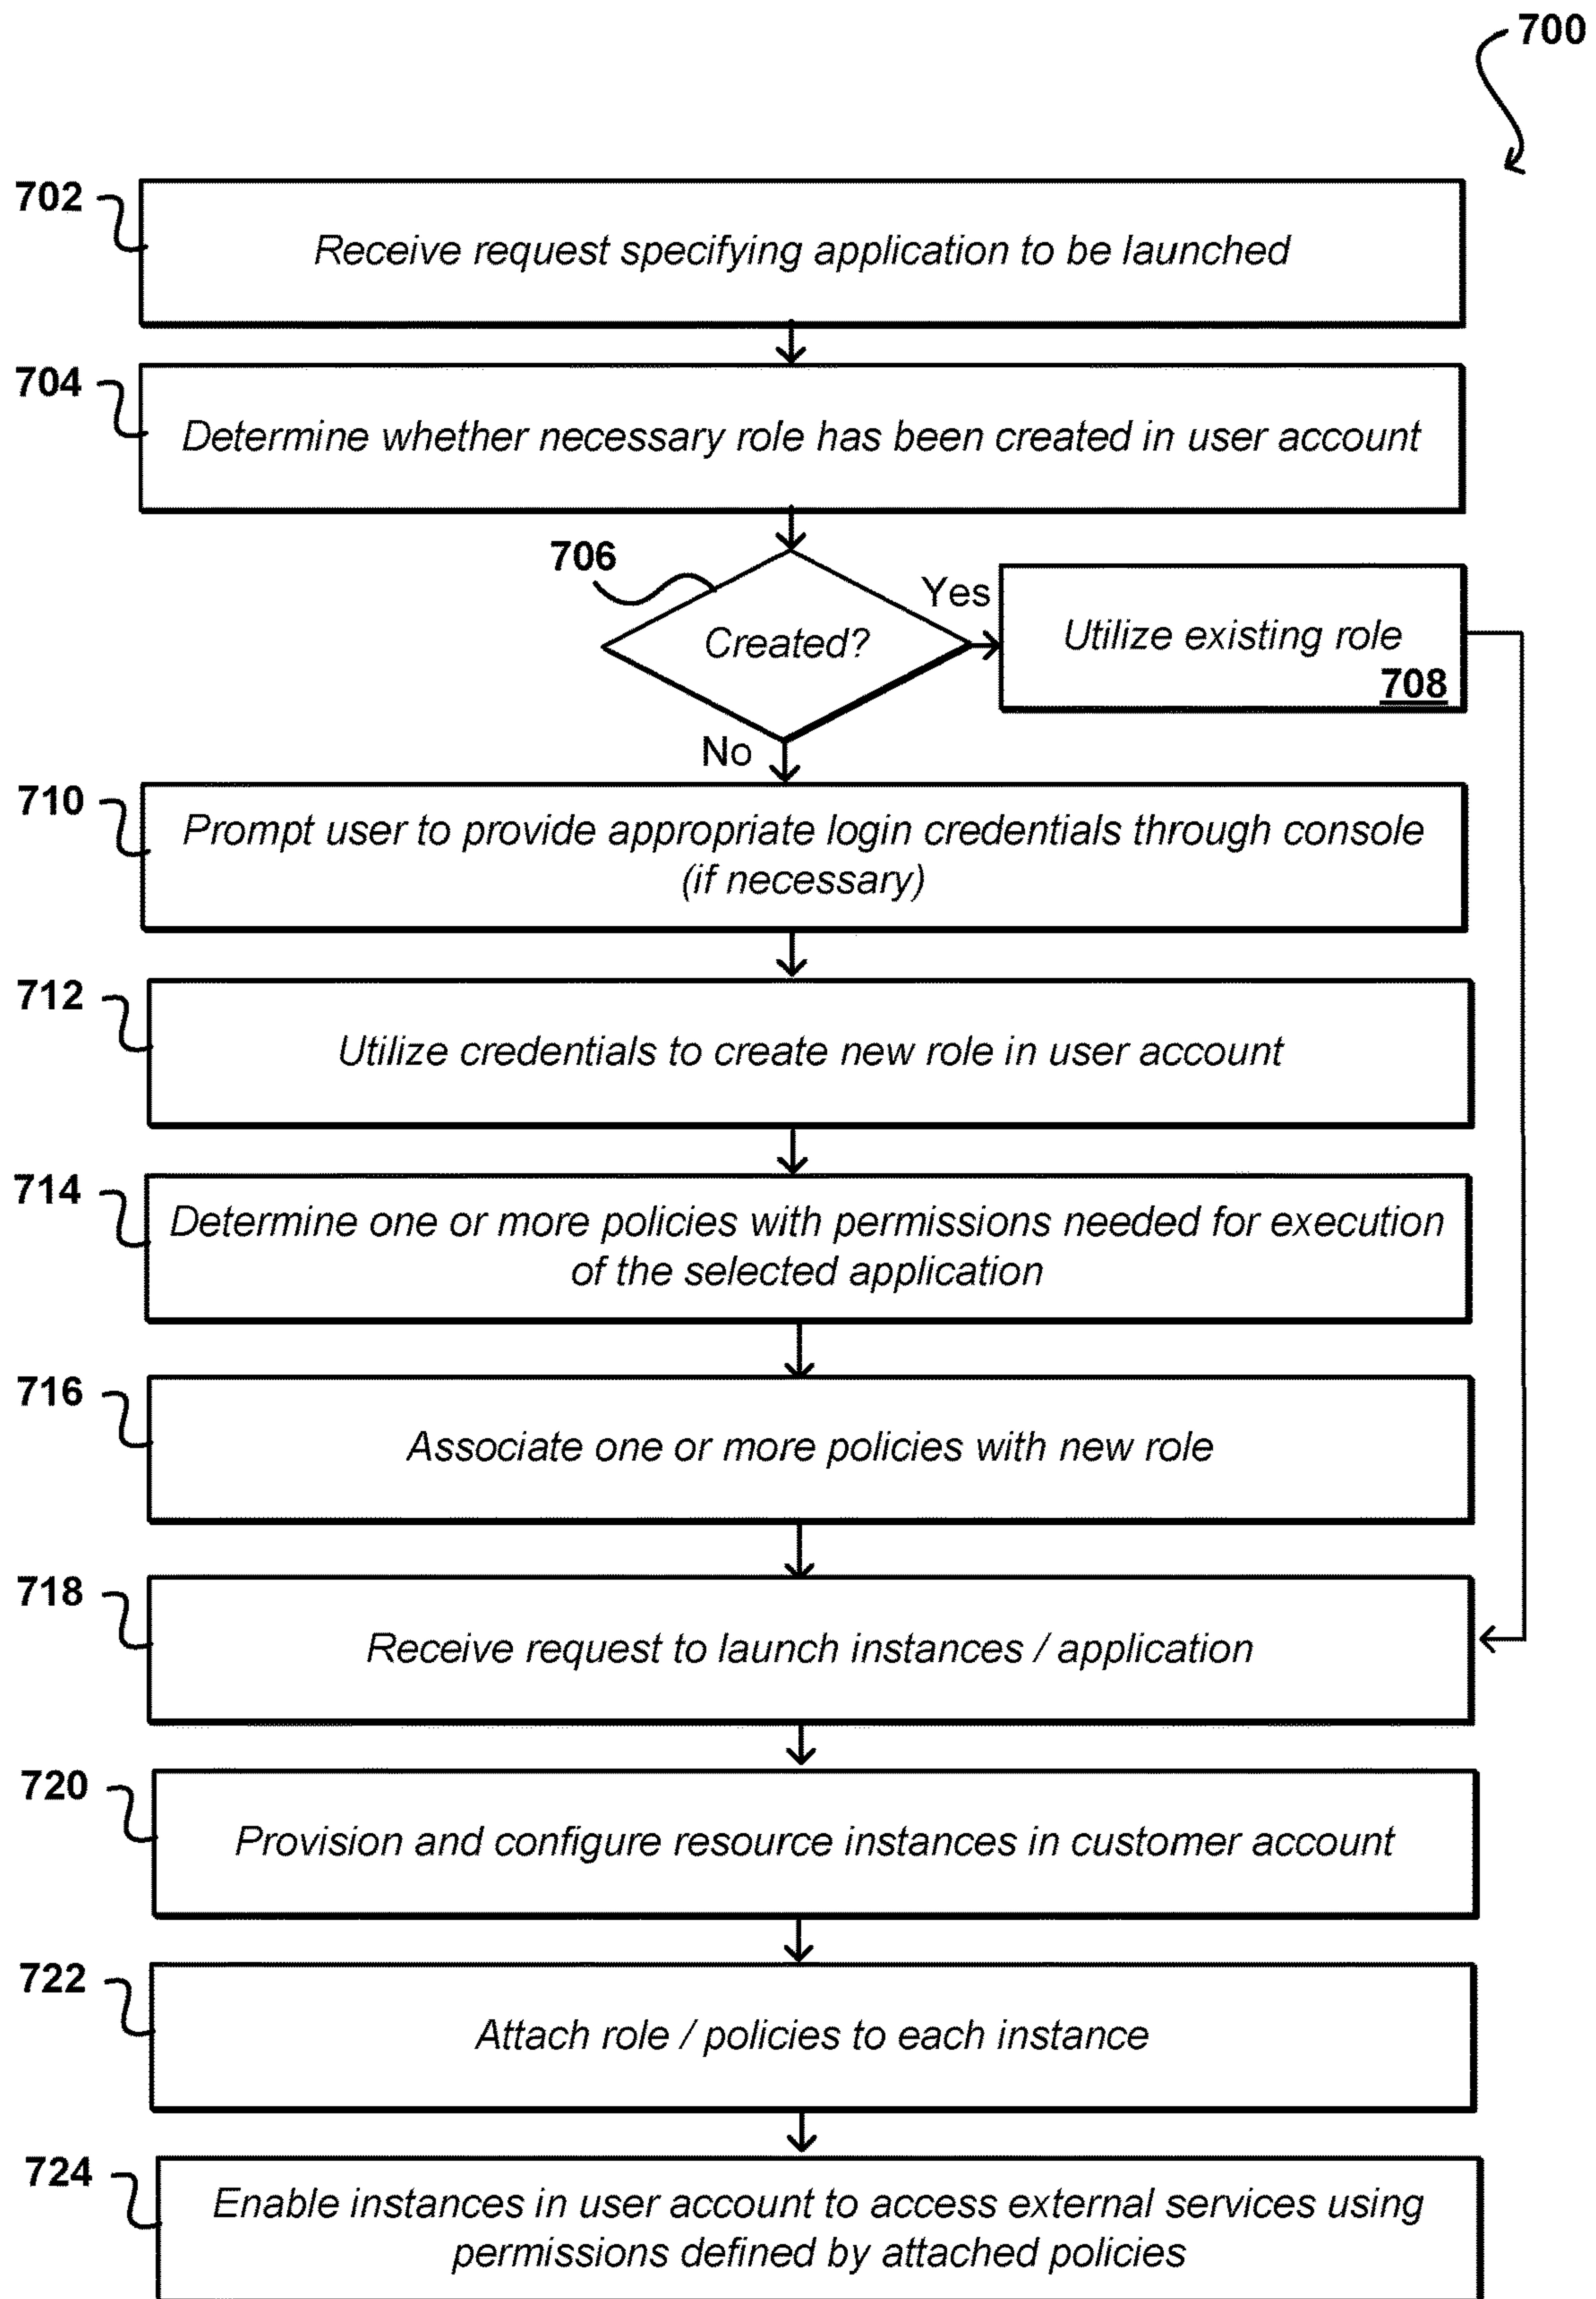 700
702
Receive request specifying application to be launched
704
Determine whether necessary role has been created in user account
706
Created?
Yes
Utilize existing role
708
No
710
Prompt user to provide appropriate login credentials through console
(if necessary)
712
Utilize credentials to create new role in user account
714
Determine one or more policies with permissions needed for execution
of the selected application
716
Associate one or more policies with new role
718
Receive request to launch instances / application
720
Provision and configure resource instances in customer account
722
Attach role / policies to each instance
724
Enable instances in user account to access external services using
permissions defined by attached policies